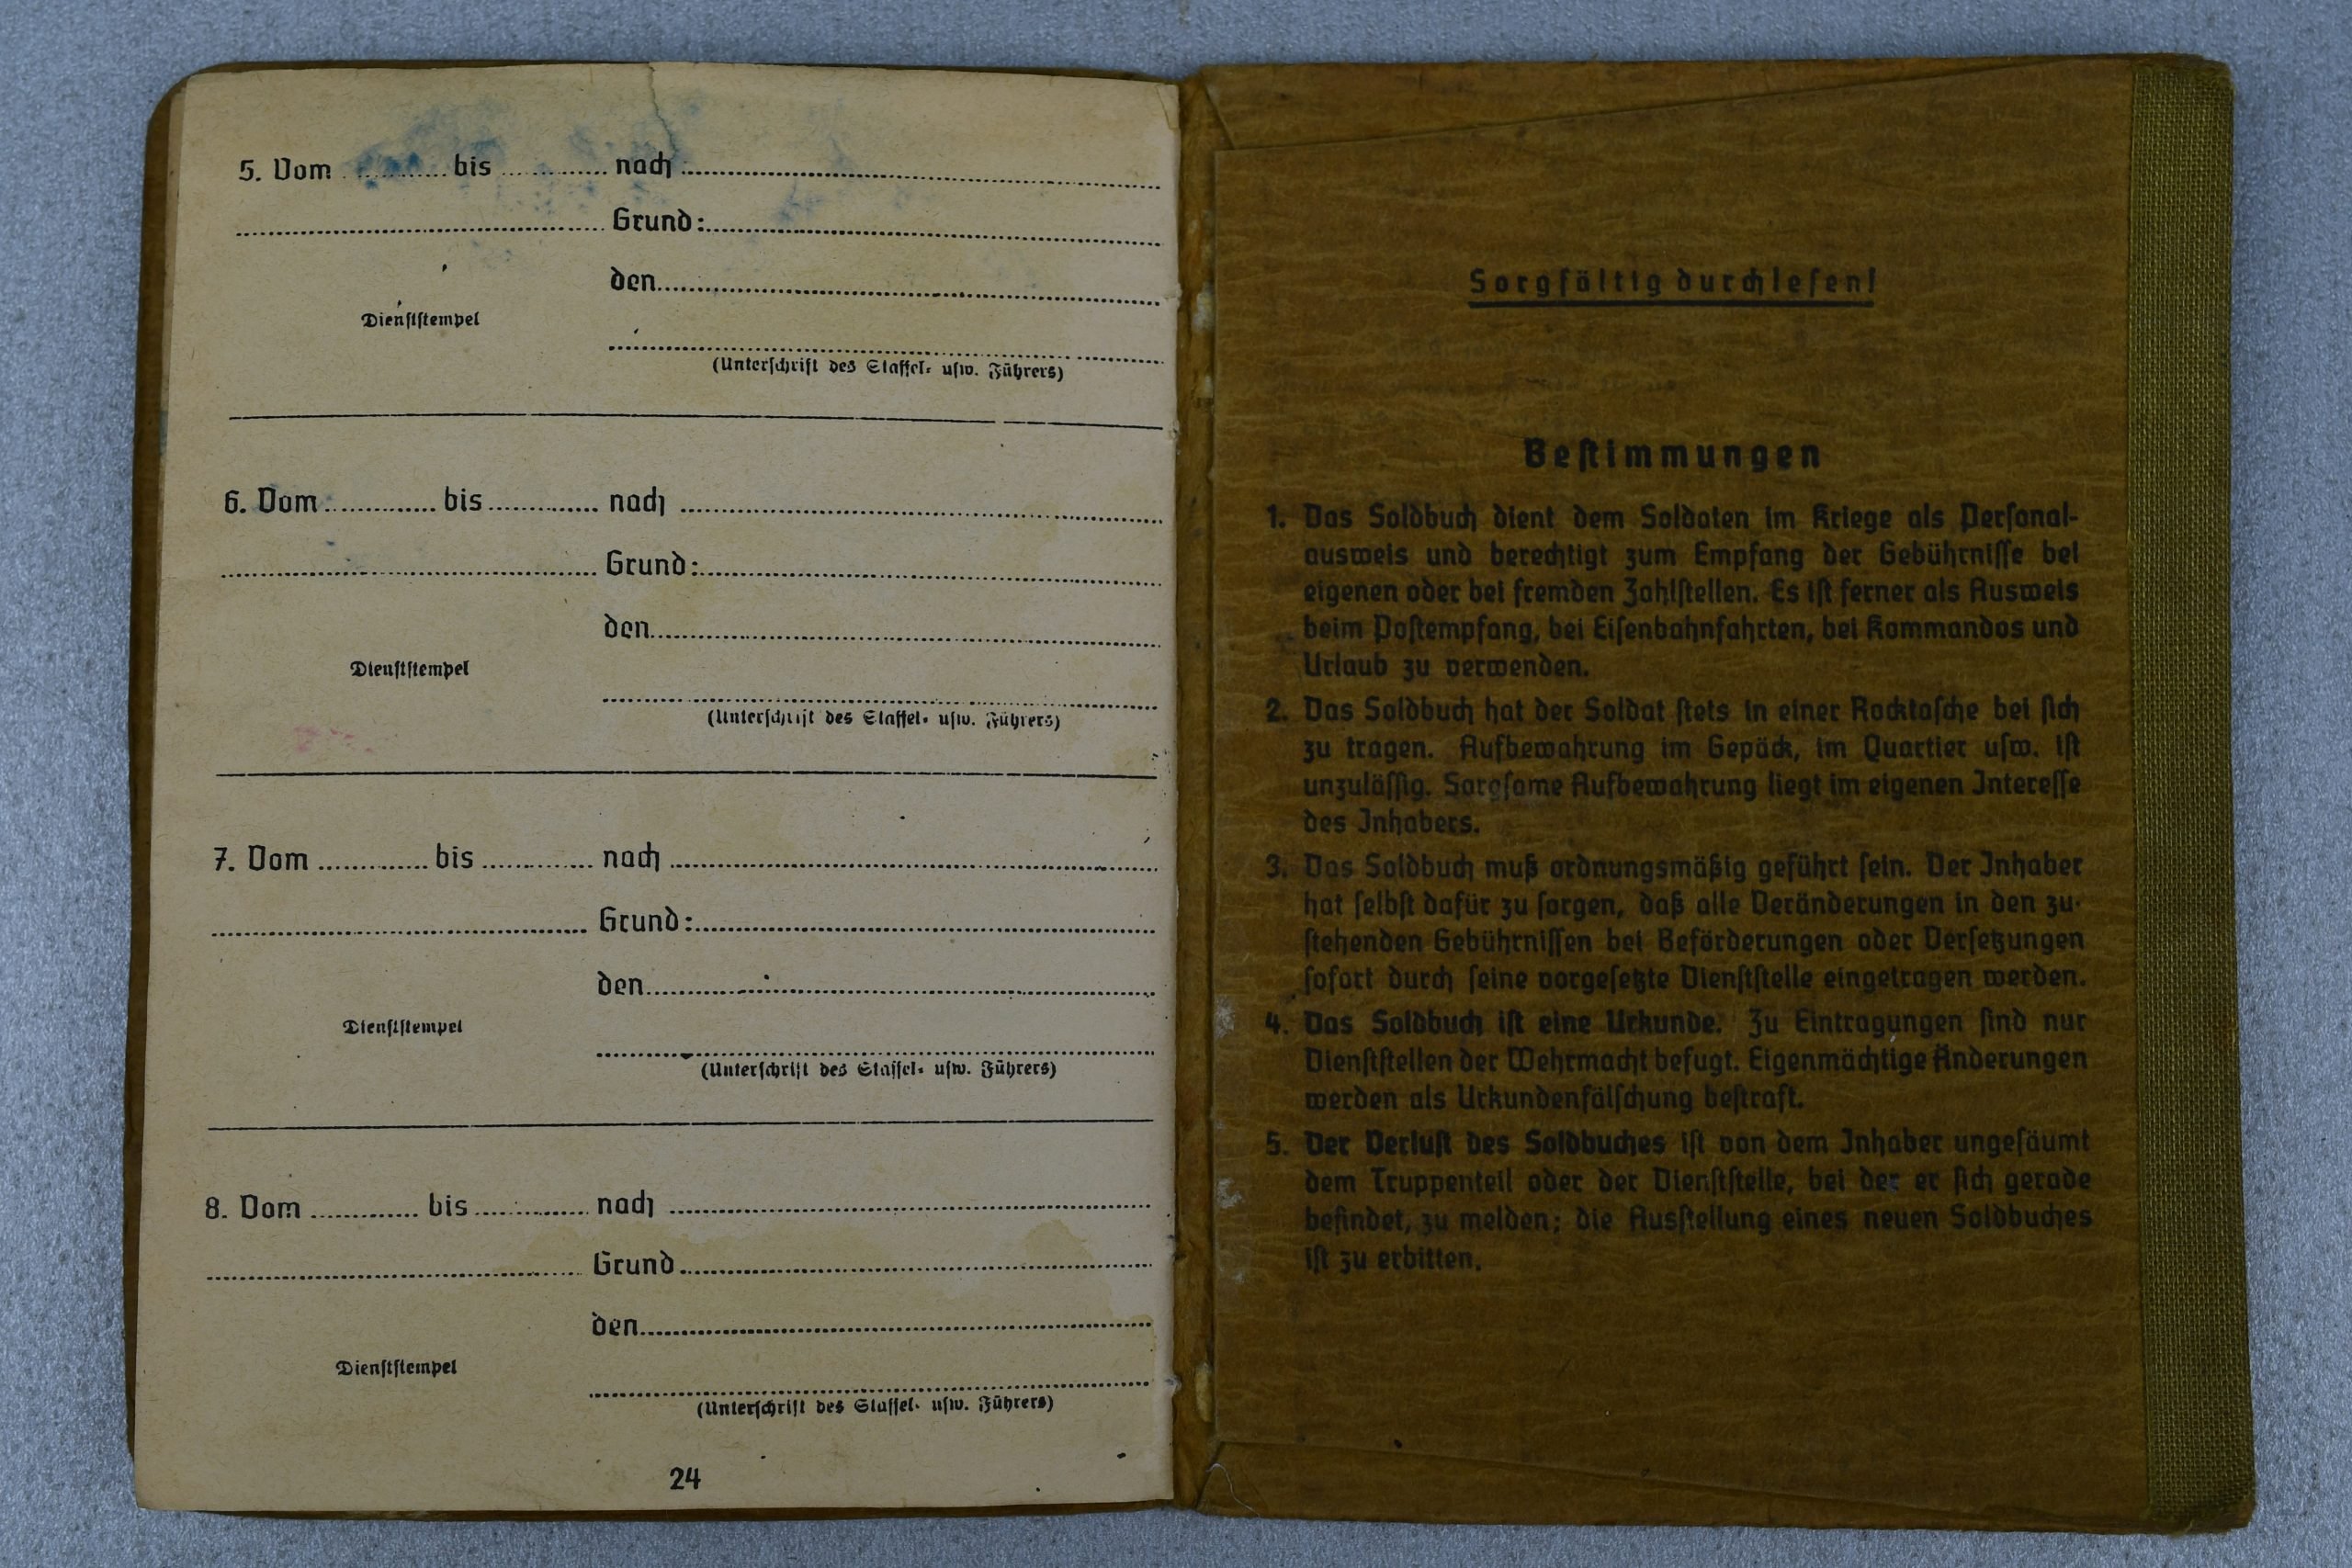 5. Vom ............ bis ............ nach ............
............ Grund: ............
den ............
Dienststempel
(Unterschrift des Staffel- usw. Führers)
6. Vom ............ bis ............ nach ............
............ Grund: ............
den ............
Dienststempel
(Unterschrift des Staffel- usw. Führers)
7. Vom ............ bis ............ nach ............
............ Grund: ............
den ............
Dienststempel
(Unterschrift des Staffel- usw. Führers)
8. Vom ............ bis ............ nach ............
............ Grund ............
den ............
Dienststempel
(Unterschrift des Staffel- usw. Führers)
24
Sorgfältig durchlesen!
Bestimmungen
1. Das Soldbuch dient dem Soldaten im Kriege als Personal-
ausweis und berechtigt zum Empfang der Gebührnisse bei
eigenen oder bei fremden Zahlstellen. Es ist ferner als Ausweis
beim Postempfang, bei Eisenbahnfahrten, bei Kommandos und
Urlaub zu verwenden.
2. Das Soldbuch hat der Soldat stets in einer Rocktasche bei sich
zu tragen. Aufbewahrung im Gepäck, im Quartier usw. ist
unzulässig. Sorgsame Aufbewahrung liegt im eigenen Interesse
des Inhabers.
3. Das Soldbuch muß ordnungsmäßig geführt sein. Der Inhaber
hat selbst dafür zu sorgen, daß alle Veränderungen in den zu-
stehenden Gebührnissen bei Beförderungen oder Versetzungen
sofort durch seine vorgesetzte Dienststelle eingetragen werden.
4. Das Soldbuch ist eine Urkunde. Zu Eintragungen sind nur
Dienststellen der Wehrmacht befugt. Eigenmächtige Änderungen
werden als Urkundenfälschung bestraft.
5. Der Verlust des Soldbuches ist von dem Inhaber ungesäumt
dem Truppenteil oder der Dienststelle, bei der er sich gerade
befindet, zu melden; die Ausstellung eines neuen Soldbuches
ist zu erbitten.